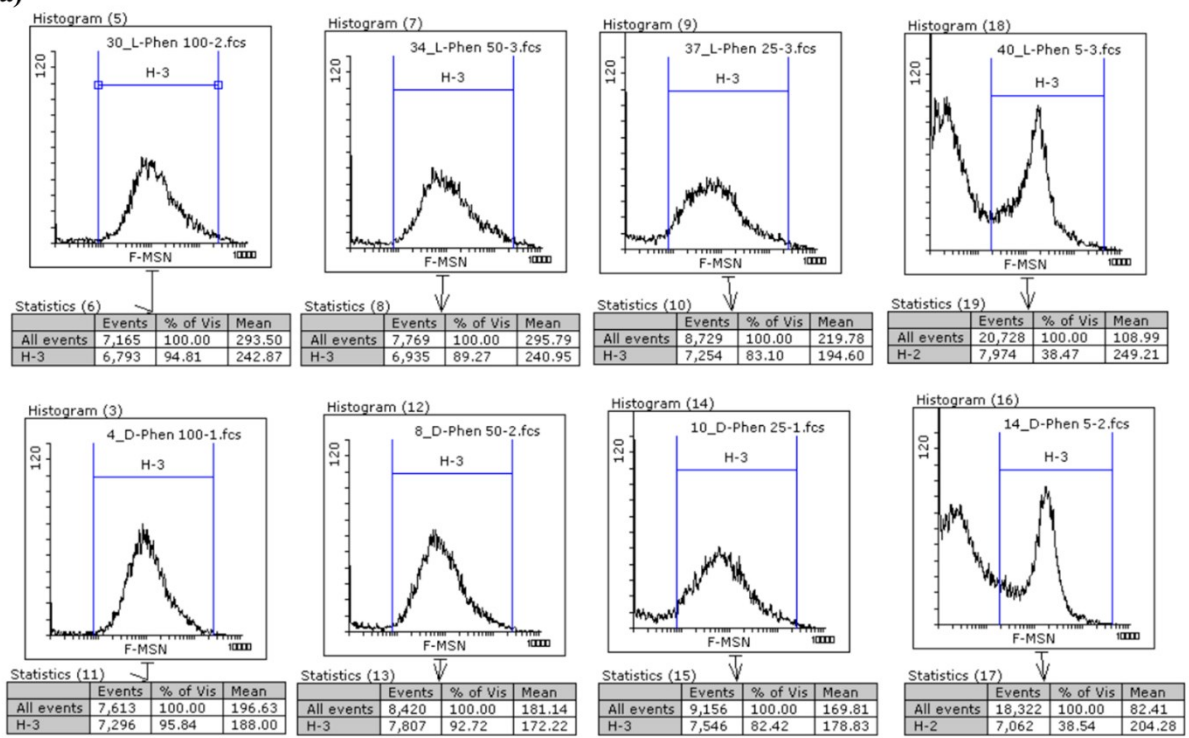 Histogram (5)
30_L-Phen 100-2.fcs
120
H-3
F-MSN
Statistics (6)
Events % of Vis Mean
All events 7,165 100.00 293.50
H-3 6,793 94.81 242.87
Histogram (7)
34_L-Phen 50-3.fcs
120
H-3
F-MSN
Statistics (8)
Events % of Vis Mean
All events 7,769 100.00 295.79
H-3 6,935 89.27 240.95
Histogram (9)
37_L-Phen 25-3.fcs
120
H-3
F-MSN
Statistics (10)
Events % of Vis Mean
All events 8,729 100.00 219.78
H-3 7,254 83.10 194.60
Histogram (18)
40_L-Phen 5-3.fcs
120
H-3
F-MSN
Statistics (19)
Events % of Vis Mean
All events 20,728 100.00 108.99
H-2 7,974 38.47 249.21
Histogram (3)
4_D-Phen 100-1.fcs
120
H-3
F-MSN
Statistics (11)
Events % of Vis Mean
All events 7,613 100.00 196.63
H-3 7,296 95.84 188.00
Histogram (12)
8_D-Phen 50-2.fcs
120
H-3
F-MSN
Statistics (13)
Events % of Vis Mean
All events 8,420 100.00 181.14
H-3 7,807 92.72 172.22
Histogram (14)
10_D-Phen 25-1.fcs
120
H-3
F-MSN
Statistics (15)
Events % of Vis Mean
All events 9,156 100.00 169.81
H-3 7,546 82.42 178.83
Histogram (16)
14_D-Phen 5-2.fcs
120
H-3
F-MSN
Statistics (17)
Events % of Vis Mean
All events 18,322 100.00 82.41
H-2 7,062 38.54 204.28